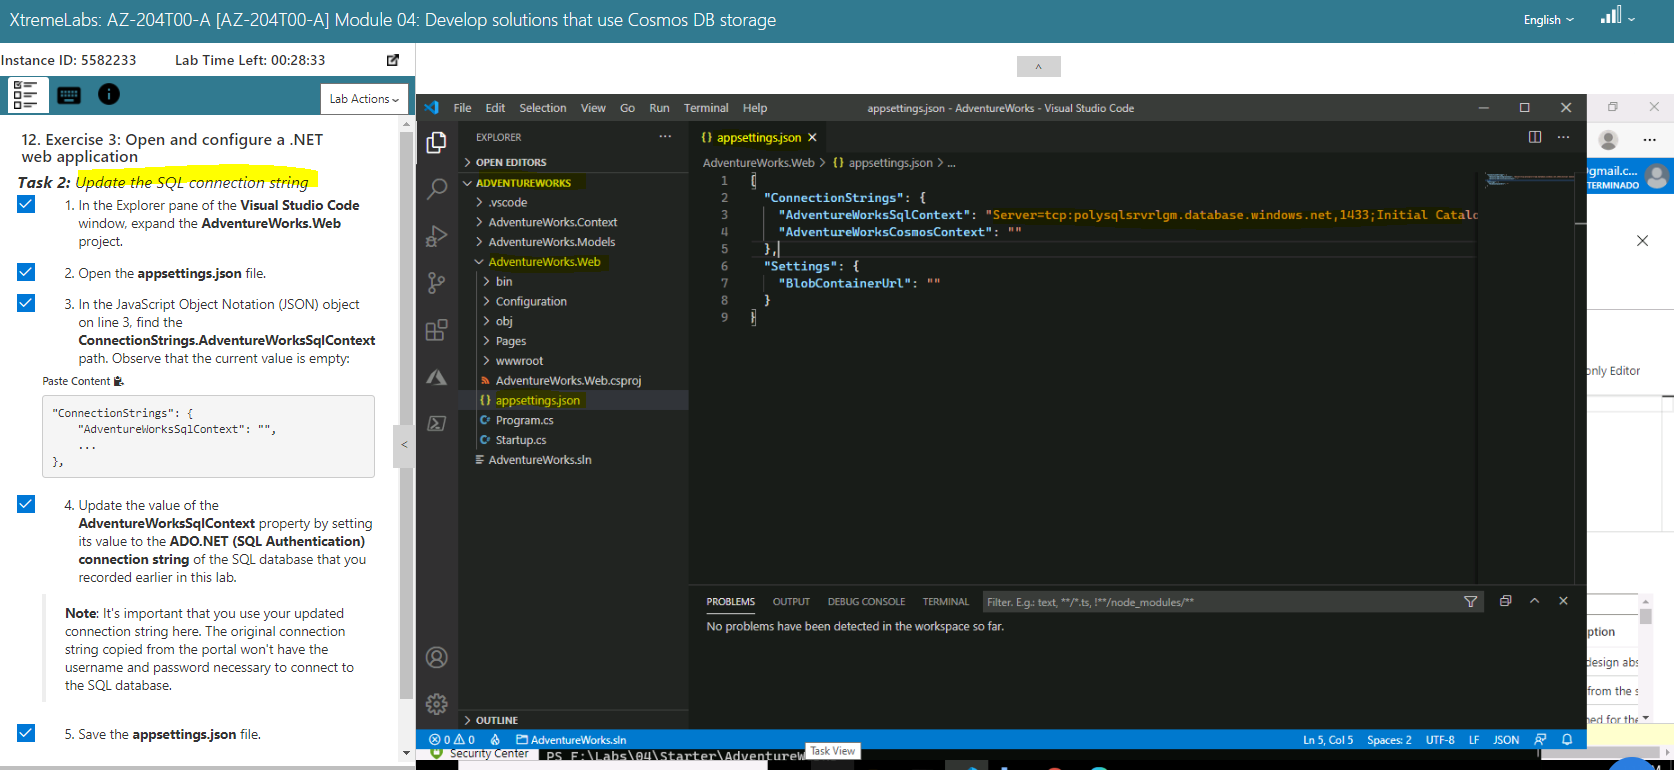 XtremeLabs: AZ-204T00-A [AZ-204T00-A] Module 04: Develop solutions that use Cosmos DB storage
English
Instance ID: 5582233
Lab Time Left: 00:28:33
Lab Actions
12. Exercise 3: Open and configure a .NET
web application
Task 2: Update the SQL connection string
1. In the Explorer pane of the Visual Studio Code
window, expand the AdventureWorks.Web
project.
2. Open the appsettings.json file.
3. In the JavaScript Object Notation (JSON) object
on line 3, find the
ConnectionStrings.AdventureWorksSqlContext
path. Observe that the current value is empty:
Paste Content
"ConnectionStrings": {
"AdventureWorksSqlContext": "",
...
},
4. Update the value of the
AdventureWorksSqlContext property by setting
its value to the ADO.NET (SQL Authentication)
connection string of the SQL database that you
recorded earlier in this lab.
Note: It's important that you use your updated
connection string here. The original connection
string copied from the portal won't have the
username and password necessary to connect to
the SQL database.
5. Save the appsettings.json file.
File Edit Selection View Go Run Terminal Help
appsettings.json - AdventureWorks - Visual Studio Code
EXPLORER
OPEN EDITORS
ADVENTUREWORKS
.vscode
AdventureWorks.Context
AdventureWorks.Models
AdventureWorks.Web
bin
Configuration
obj
Pages
wwwroot
AdventureWorks.Web.csproj
{} appsettings.json
Program.cs
Startup.cs
AdventureWorks.sln
OUTLINE
{} appsettings.json
AdventureWorks.Web > {} appsettings.json > ...
1 {
2 "ConnectionStrings": {
3 "AdventureWorksSqlContext": "Server=tcp:polysqlsrvrlgm.database.windows.net,1433;Initial Catalo
4 "AdventureWorksCosmosContext": ""
5 },
6 "Settings": {
7 "BlobContainerUrl": ""
8 }
9 }
PROBLEMS OUTPUT DEBUG CONSOLE TERMINAL
Filter. E.g.: text, **/*.ts, !**/node_modules/**
No problems have been detected in the workspace so far.
0 0 AdventureWorks.sln
Ln 5, Col 5 Spaces: 2 UTF-8 LF JSON
Security Center
PS F:\Labs\04\Starter\AdventureW
Task View
gmail.c...
TERMINADO
only Editor
ption
design abs
from the s
ned for the